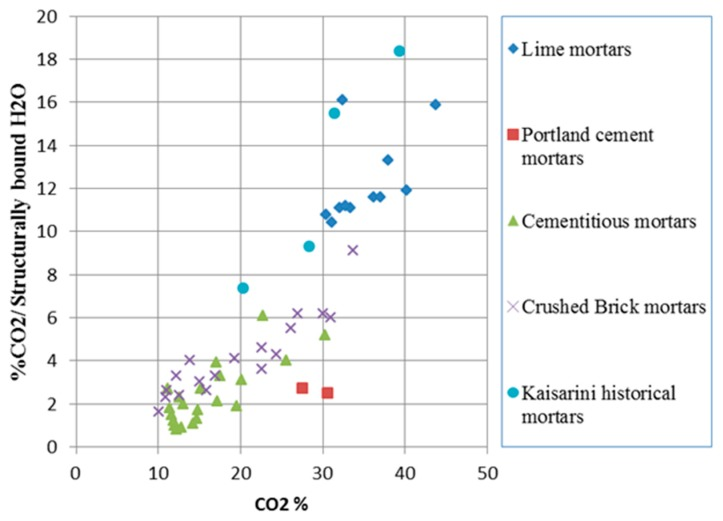 20
18
16
14
12
10
8
6
4
2
0
0 10 20 30 40 50
%CO2/ Structurally bound H2O
CO2 %
Lime mortars
Portland cement
mortars
Cementitious mortars
Crushed Brick mortars
Kaisarini historical
mortars